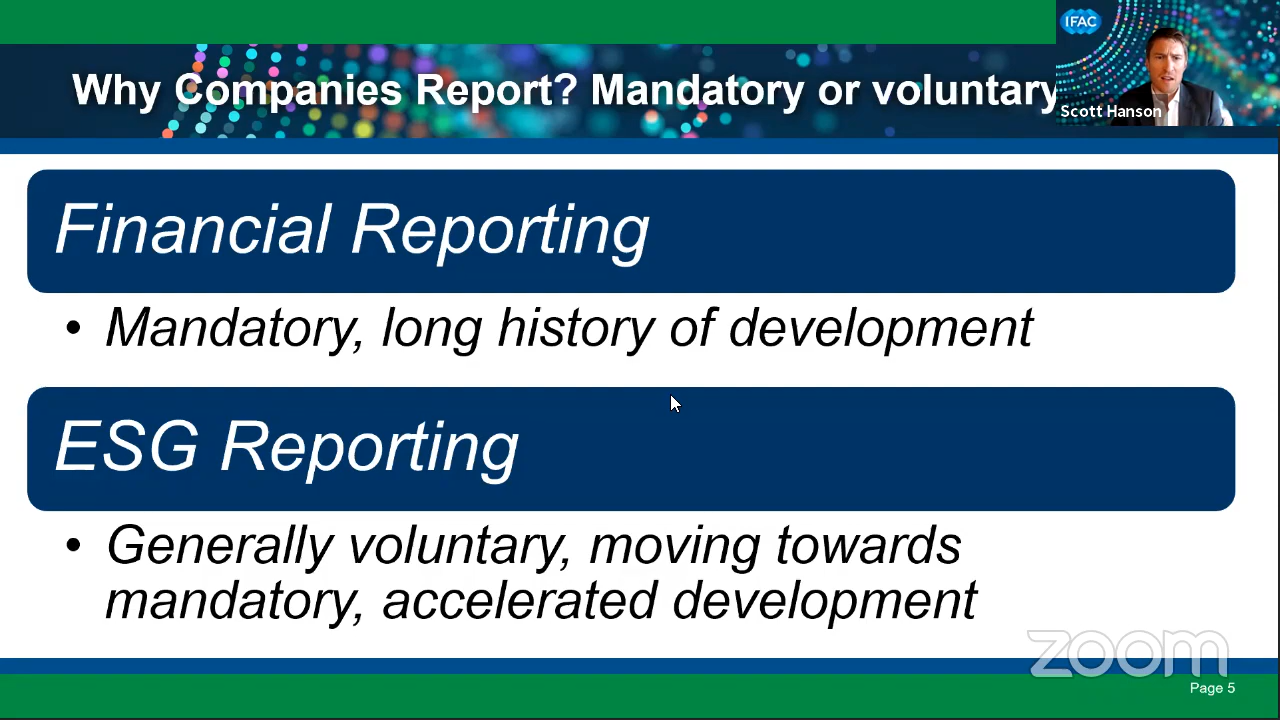 Why Companies Report? Mandatory or voluntary
IFAC
Scott Hanson
Financial Reporting
• Mandatory, long history of development
ESG Reporting
• Generally voluntary, moving towards
mandatory, accelerated development
zoom
Page 5